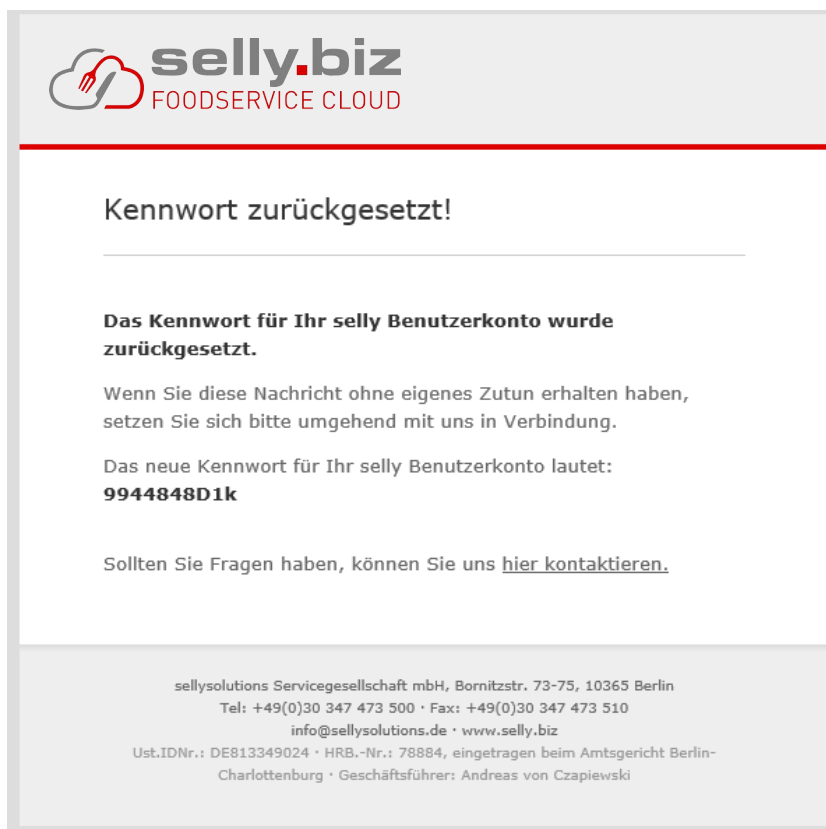 selly.biz
FOODSERVICE CLOUD
Kennwort zurückgesetzt!
Das Kennwort für Ihr selly Benutzerkonto wurde
zurückgesetzt.
Wenn Sie diese Nachricht ohne eigenes Zutun erhalten haben,
setzen Sie sich bitte umgehend mit uns in Verbindung.
Das neue Kennwort für Ihr selly Benutzerkonto lautet:
9944848D1k
Sollten Sie Fragen haben, können Sie uns hier kontaktieren.
sellysolutions Servicegesellschaft mbH, Bornitzstr. 73-75, 10365 Berlin
Tel: +49(0)30 347 473 500 · Fax: +49(0)30 347 473 510
info@sellysolutions.de · www.selly.biz
Ust.IDNr.: DE813349024 · HRB.-Nr.: 78884, eingetragen beim Amtsgericht Berlin-
Charlottenburg · Geschäftsführer: Andreas von Czapiewski